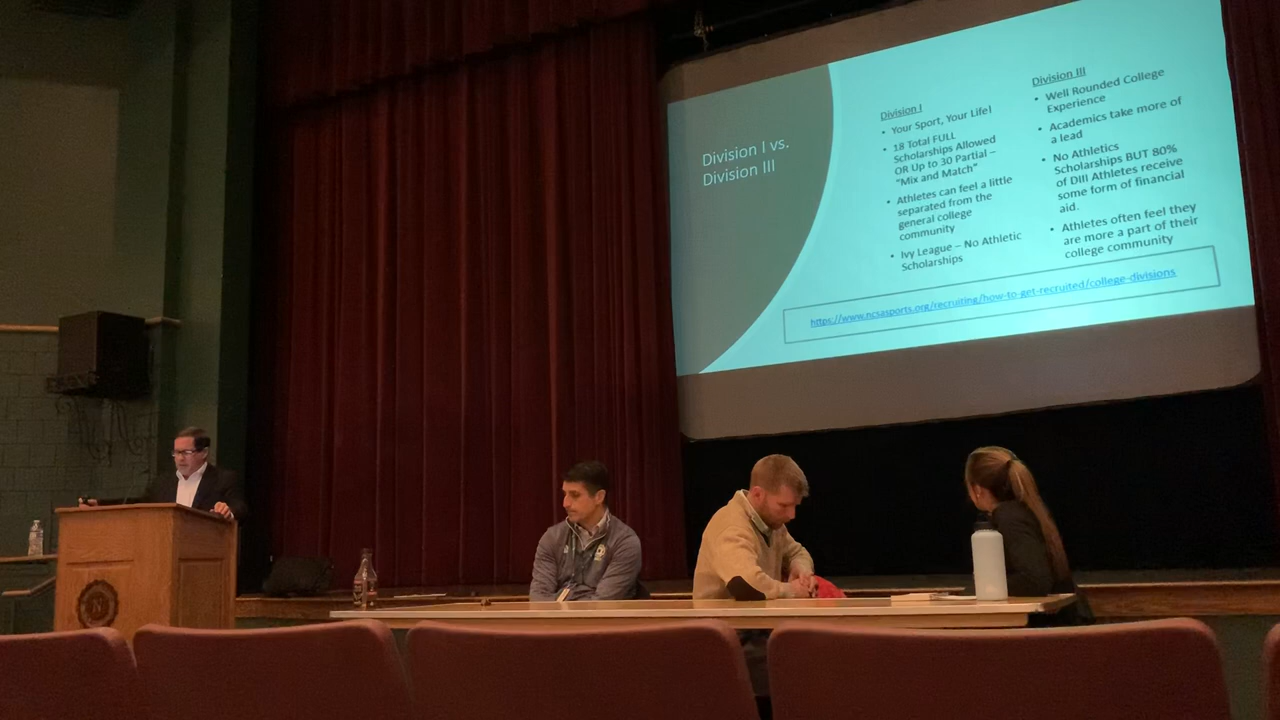 Division I vs.
Division III
Division I
• Your Sport, Your Life!
• 18 Total FULL
Scholarships Allowed
OR Up to 30 Partial –
"Mix and Match"
• Athletes can feel a little
separated from the
general college
community
• Ivy League – No Athletic
Scholarships
Division III
• Well Rounded College
Experience
• Academics take more of
a lead
• No Athletics
Scholarships BUT 80%
of DIII Athletes receive
some form of financial
aid.
• Athletes often feel they
are more a part of their
college community
https://www.ncsasports.org/recruiting/how-to-get-recruited/college-divisions
N